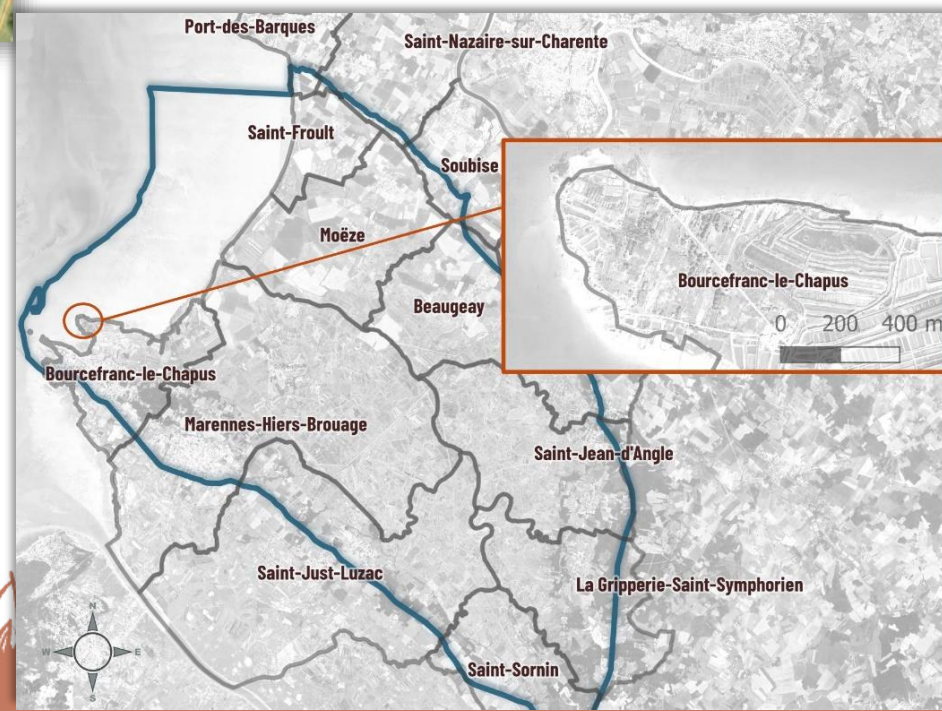 Port-des-Barques
Saint-Nazaire-sur-Charente
Saint-Froult
Soubise
Moëze
Beaugeay
Bourcefranc-le-Chapus
0 200 400 m
Bourcefranc-le-Chapus
Marennes-Hiers-Brouage
Saint-Jean-d'Angle
Saint-Just-Luzac
La Gripperie-Saint-Symphorien
Saint-Sornin
N
W E
S